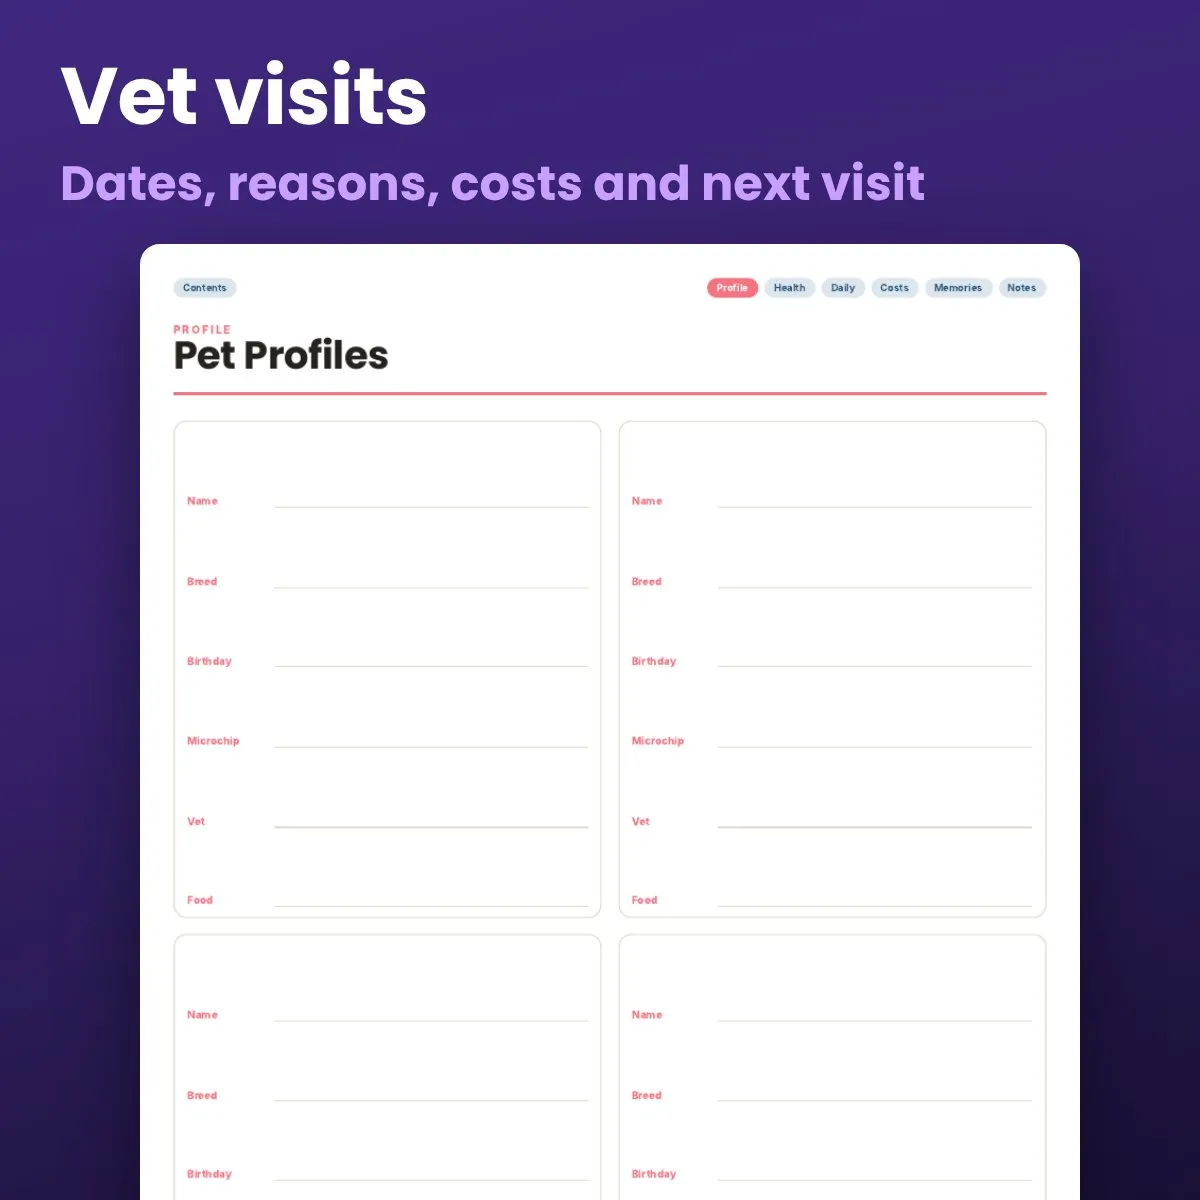 Vet visits
Dates, reasons, costs and next visit
Contents Profile Health Daily Costs Memories Notes
PROFILE
Pet Profiles
Name Name
Breed Breed
Birthday Birthday
Microchip Microchip
Vet Vet
Food Food
Name Name
Breed Breed
Birthday Birthday